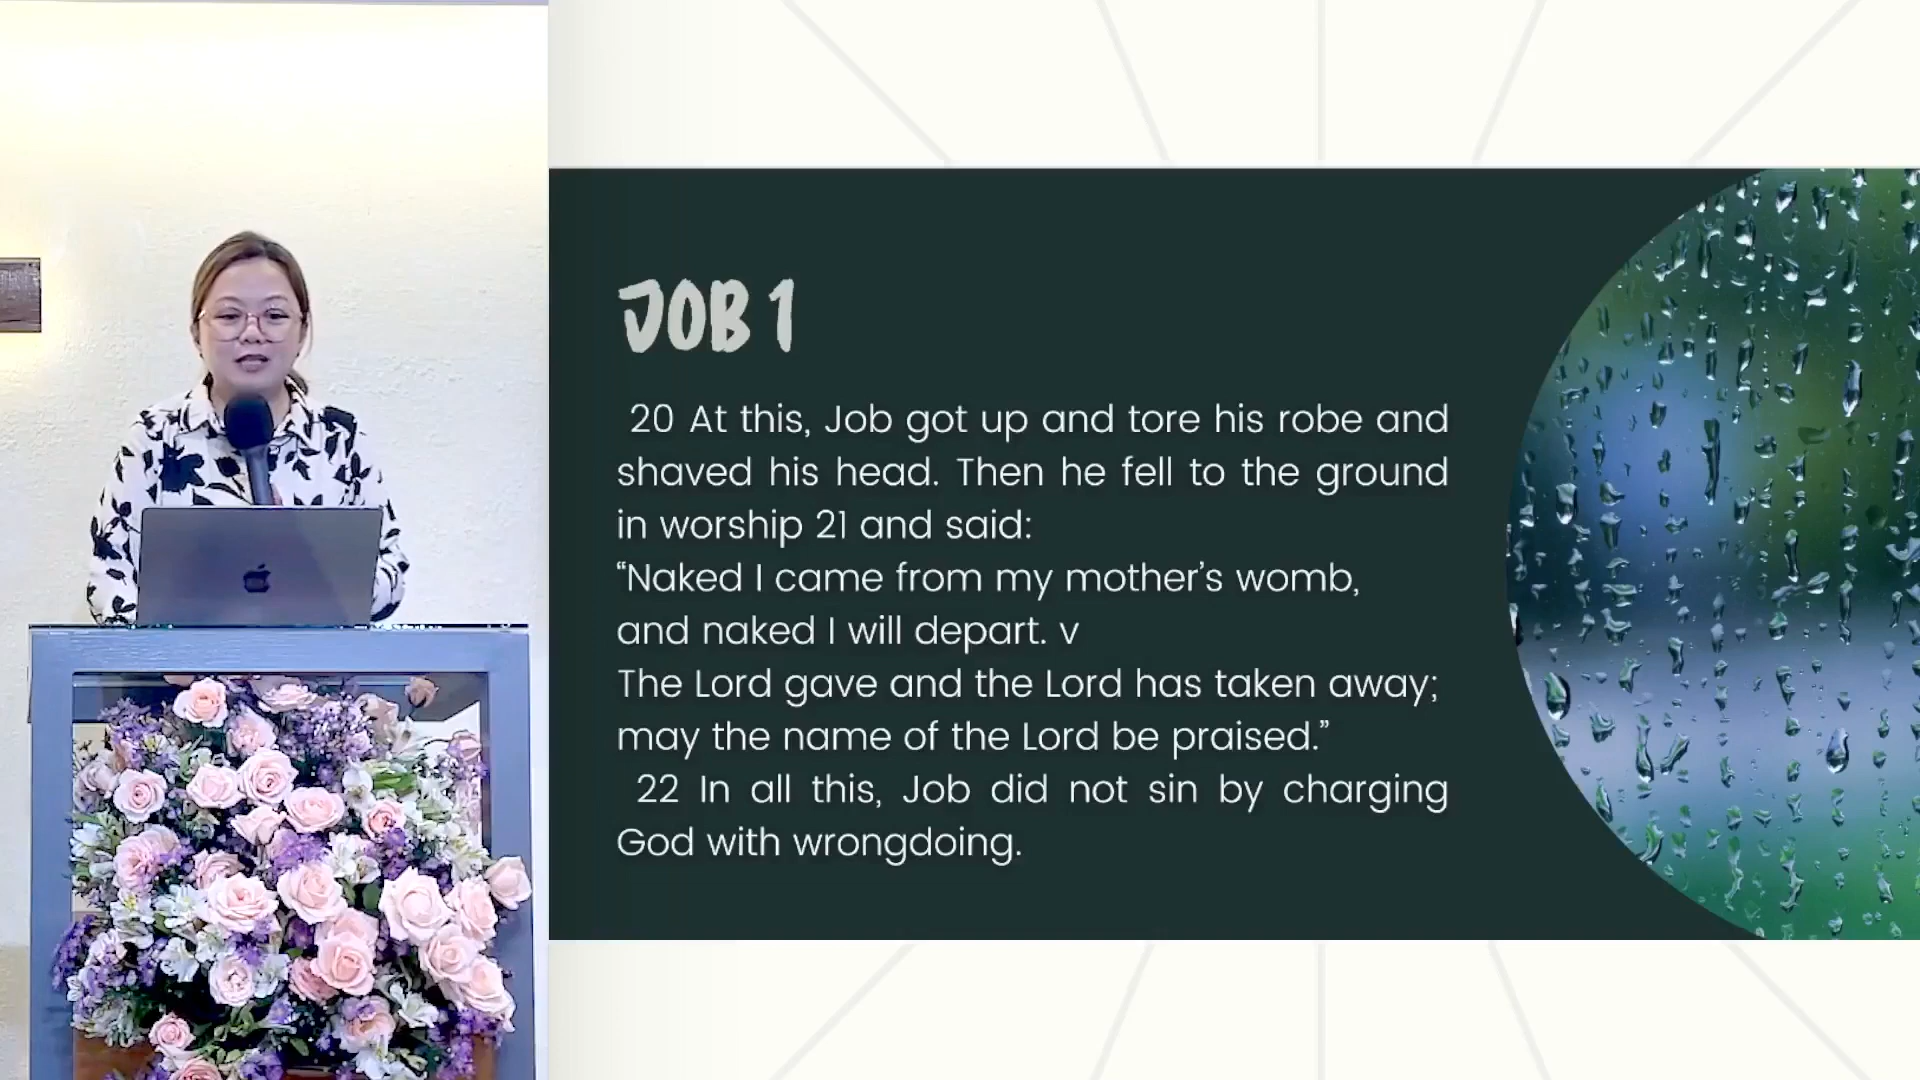 JOB 1
20 At this, Job got up and tore his robe and
shaved his head. Then he fell to the ground
in worship 21 and said:
“Naked I came from my mother’s womb,
and naked I will depart. v
The Lord gave and the Lord has taken away;
may the name of the Lord be praised.”
22 In all this, Job did not sin by charging
God with wrongdoing.